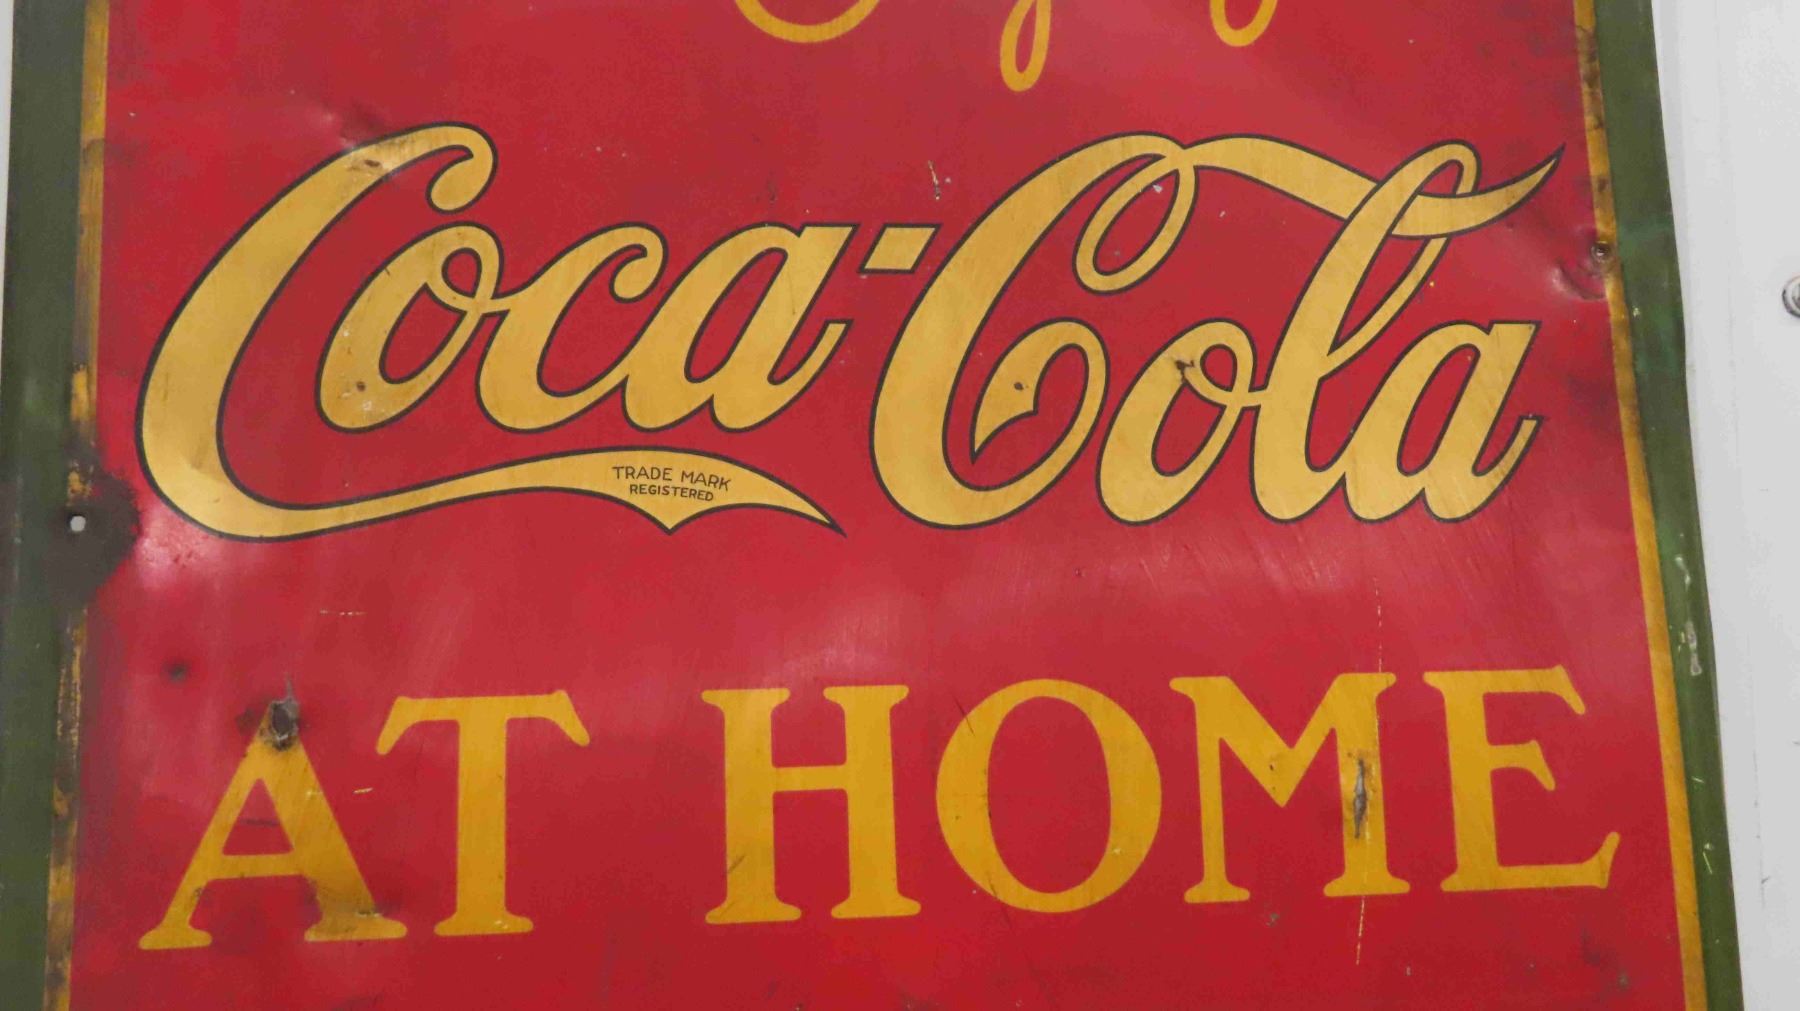 Coca-Cola
TRADE MARK
REGISTERED
AT HOME